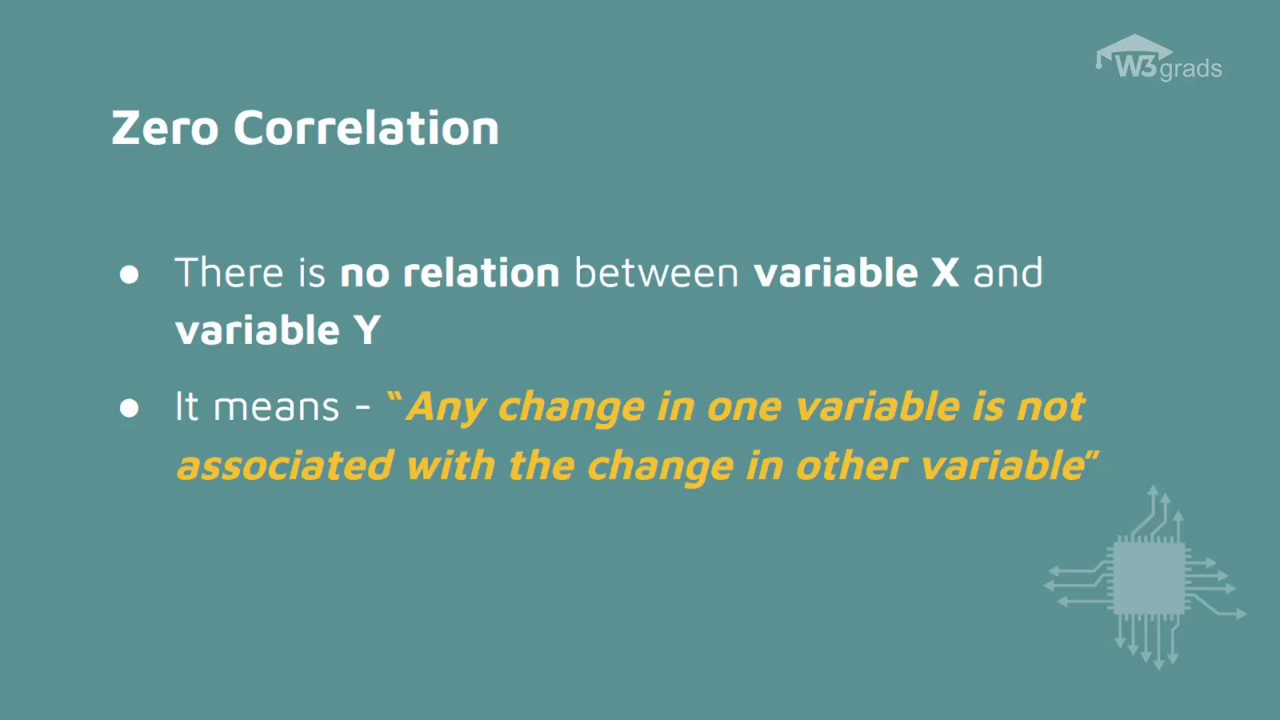 W3grads
Zero Correlation
● There is no relation between variable X and
variable Y
● It means - “Any change in one variable is not
associated with the change in other variable”